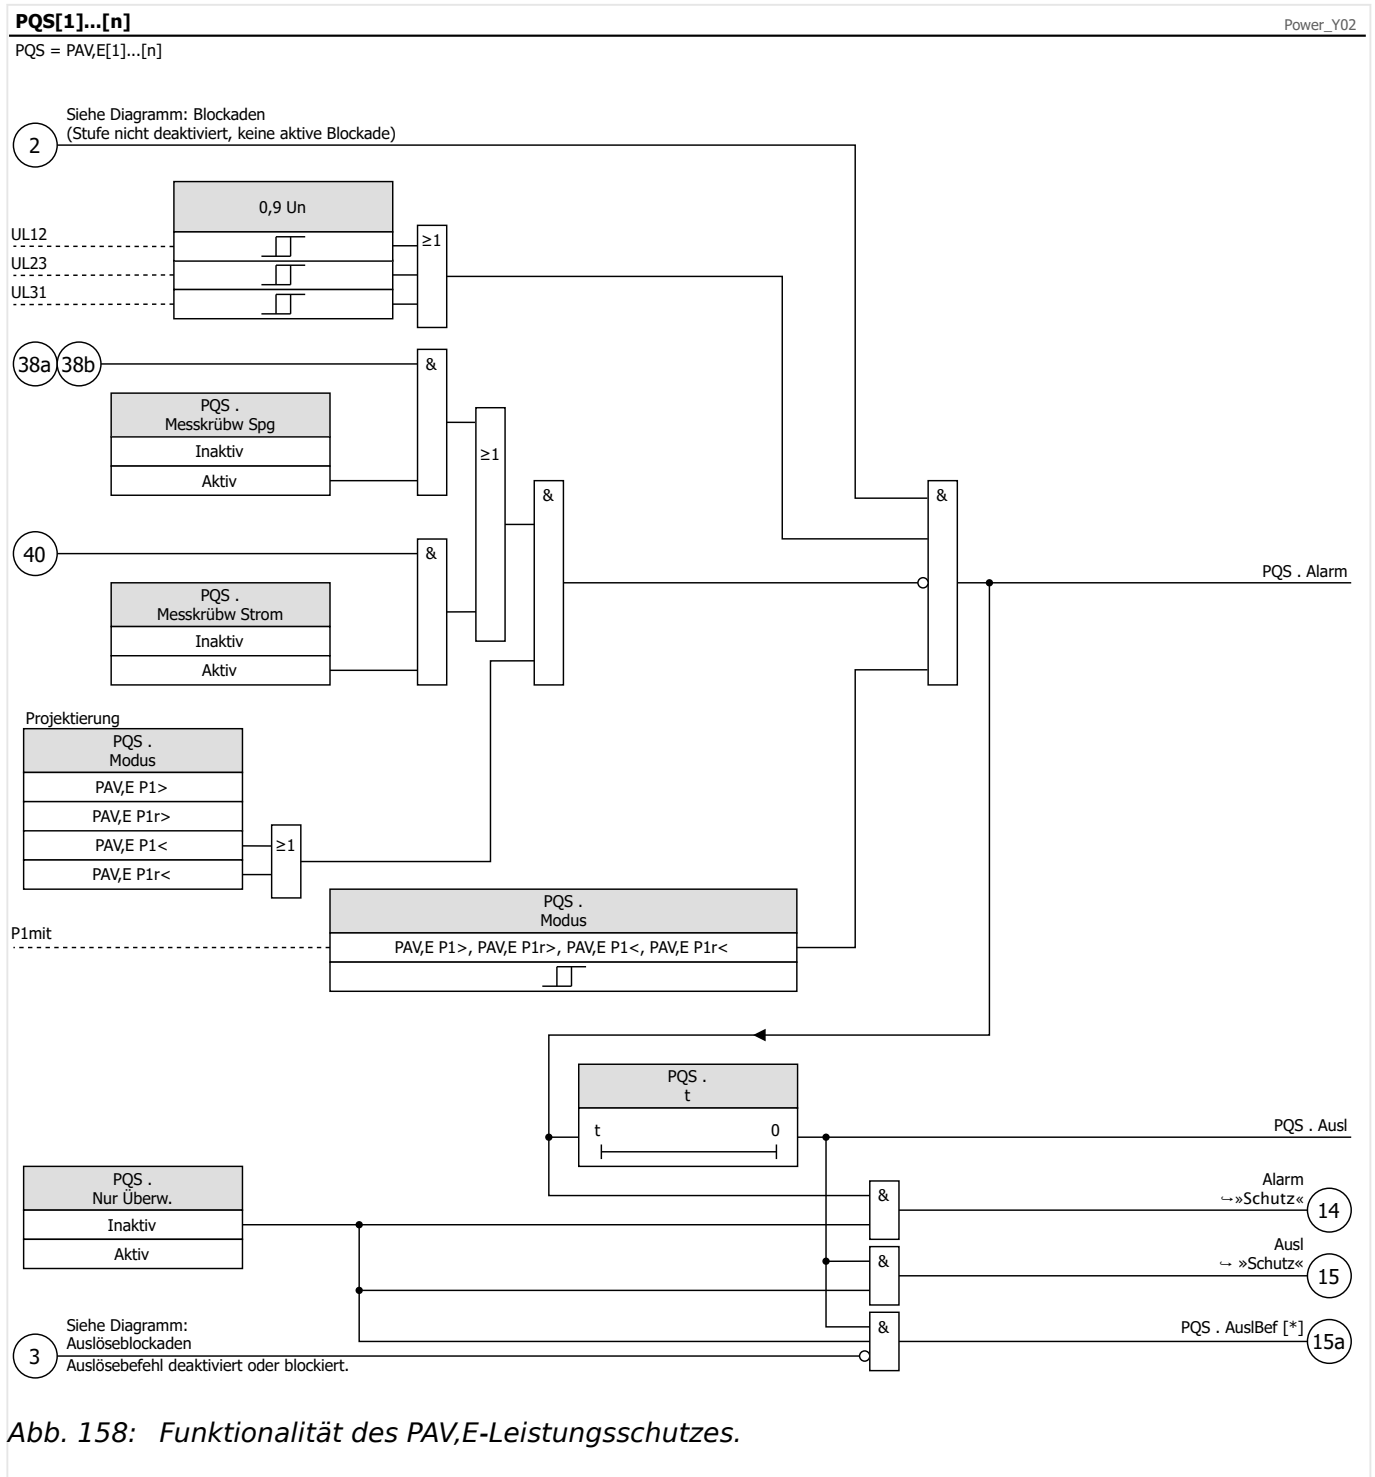 PQS[1]...[n]
Power_Y02
PQS = PAV,E[1]...[n]
Siehe Diagramm: Blockaden
(Stufe nicht deaktiviert, keine aktive Blockade)
2
0,9 Un
UL12
UL23
UL31
≥1
38a
38b
&
PQS .
Messkrübw Spg
Inaktiv
Aktiv
≥1
&
&
40
&
PQS .
Messkrübw Strom
Inaktiv
Aktiv
PQS . Alarm
Projektierung
PQS .
Modus
PAV,E P1>
PAV,E P1r>
PAV,E P1<
PAV,E P1r<
≥1
PQS .
Modus
P1mit
PAV,E P1>, PAV,E P1r>, PAV,E P1<, PAV,E P1r<
PQS .
t
t
0
PQS . Ausl
PQS .
Nur Überw.
Inaktiv
Aktiv
&
Alarm
↪»Schutz«
14
&
Ausl
↪ »Schutz«
15
&
PQS . AuslBef [*]
15a
Siehe Diagramm:
Auslöseblockaden
3
Auslösebefehl deaktiviert oder blockiert.
Abb. 158: Funktionalität des PAV,E-Leistungsschutzes.